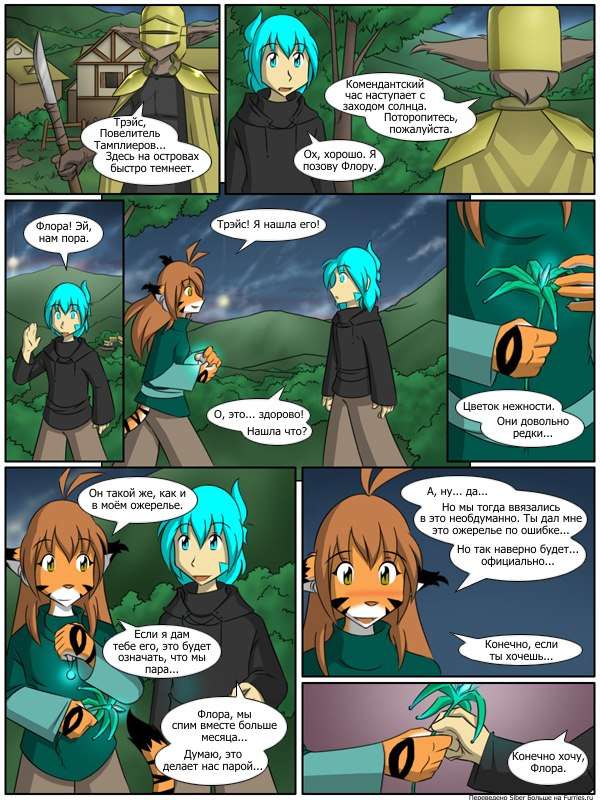 Трэйс,
Повелитель
Тамплиеров...
Здесь на островах
быстро темнеет.
Комендантский
час наступает с
заходом солнца.
Поторопитесь,
пожалуйста.
Ох, хорошо. Я
позову Флору.
Флора! Эй,
нам пора.
Трэйс! Я нашла его!
О, это... здорово!
Нашла что?
Цветок нежности.
Они довольно
редки...
Он такой же, как и
в моём ожерелье.
Если я дам
тебе его, это будет
означать, что мы
пара...
Флора, мы
спим вместе больше
месяца...
Думаю, это
делает нас парой...
А, ну... да...
Но мы тогда ввязались
в это необдуманно. Ты дал мне
это ожерелье по ошибке...
Но так наверно будет...
официально...
Конечно, если
ты хочешь...
Конечно хочу,
Флора.
Переведено Siber Больше на Furries.ru